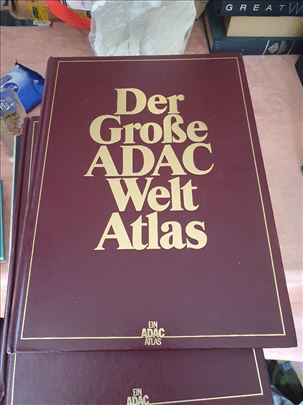 GREAT
Der
Große
ADAC
Welt
Atlas
EIN
ADAC
ATLAS
EIN
ADAC